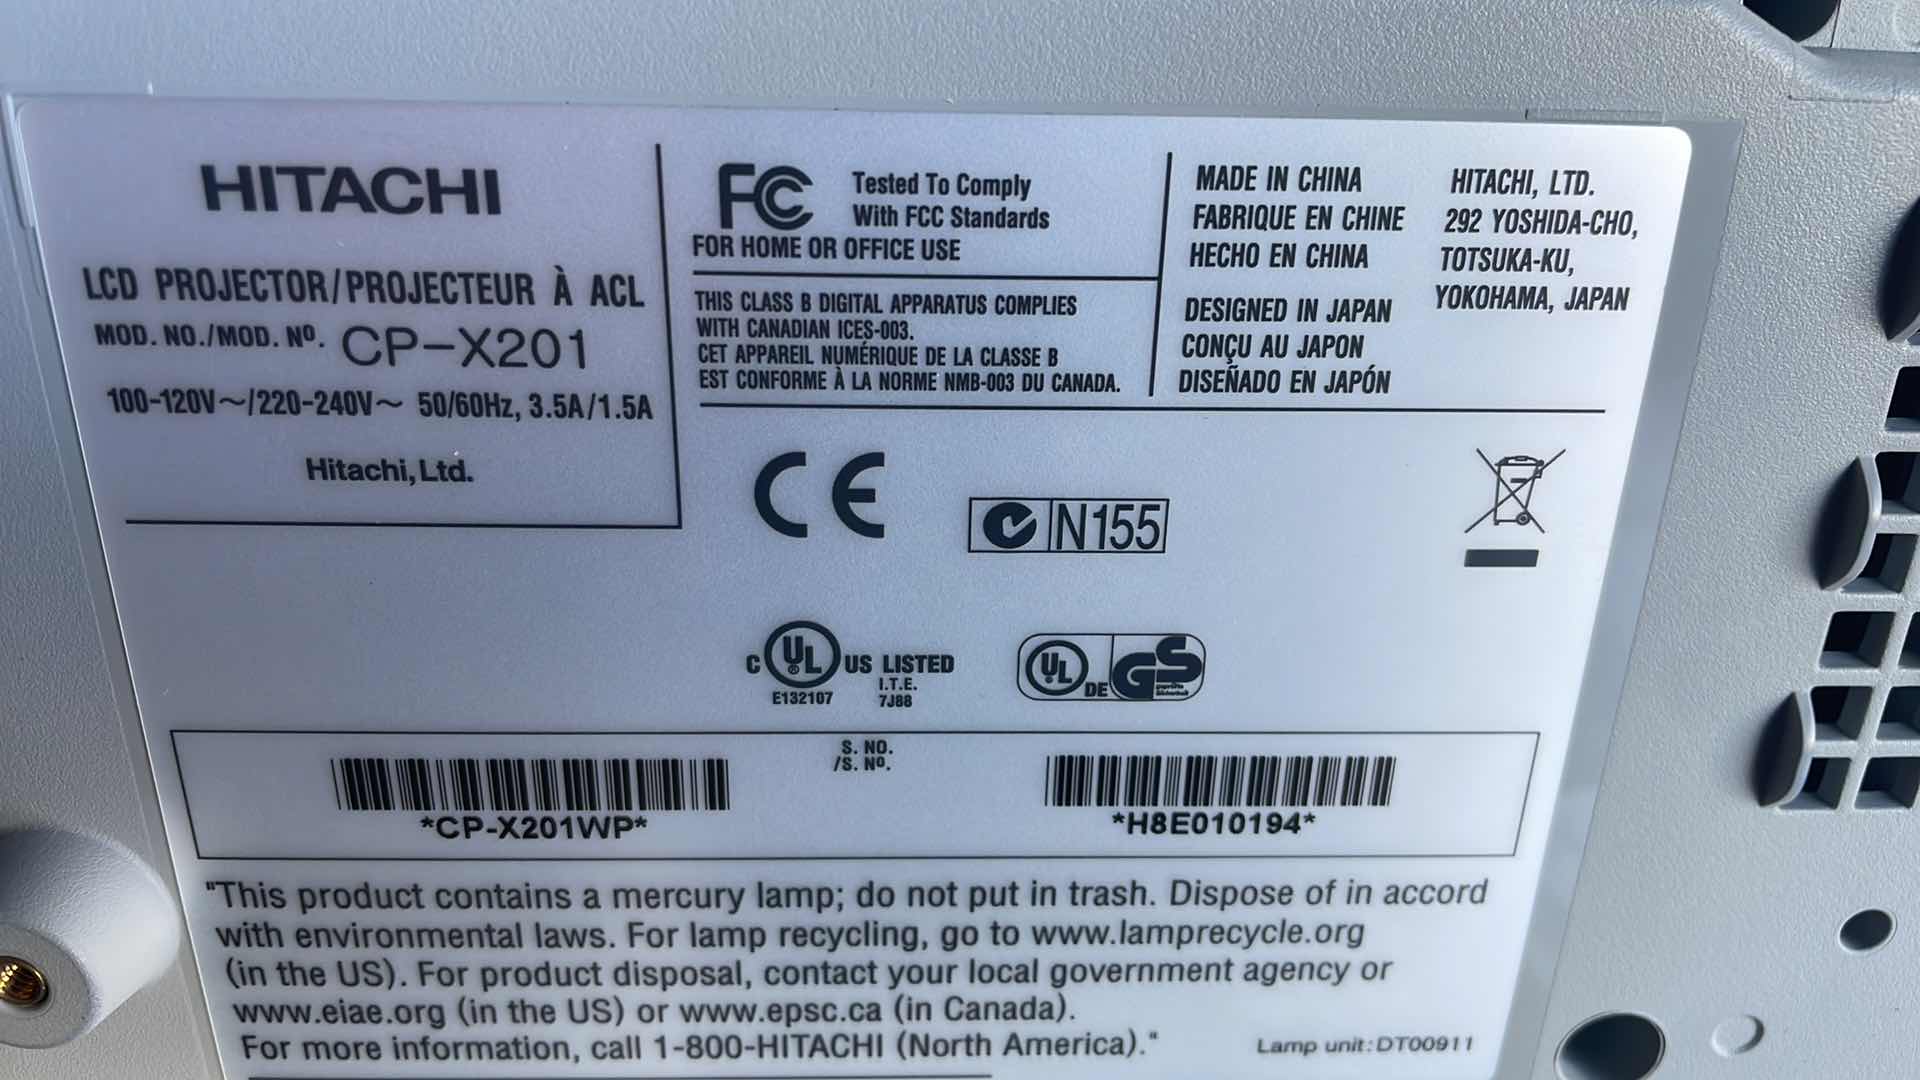 HITACHI
LCD PROJECTOR/PROJECTEUR À ACL
MOD. NO./MOD. Nº. CP-X201
100-120V~/220-240V~ 50/60Hz, 3.5A/1.5A
Hitachi, Ltd.
FC Tested To Comply
With FCC Standards
FOR HOME OR OFFICE USE
THIS CLASS B DIGITAL APPARATUS COMPLIES
WITH CANADIAN ICES-003.
CET APPAREIL NUMÉRIQUE DE LA CLASSE B
EST CONFORME À LA NORME NMB-003 DU CANADA.
MADE IN CHINA
FABRIQUE EN CHINE
HECHO EN CHINA
DESIGNED IN JAPAN
CONÇU AU JAPON
DISEÑADO EN JAPÓN
HITACHI, LTD.
292 YOSHIDA-CHO,
TOTSUKA-KU,
YOKOHAMA, JAPAN
CE
N155
C UL US LISTED
® I.T.E.
E132107 7J88
UL DE GS
geprüfte
Sicherheit
S. NO.
/S. Nº.
*CP-X201WP*
*H8E010194*
"This product contains a mercury lamp; do not put in trash. Dispose of in accord
with environmental laws. For lamp recycling, go to www.lamprecycle.org
(in the US). For product disposal, contact your local government agency or
www.eiae.org (in the US) or www.epsc.ca (in Canada).
For more information, call 1-800-HITACHI (North America)."
Lamp unit:DT00911